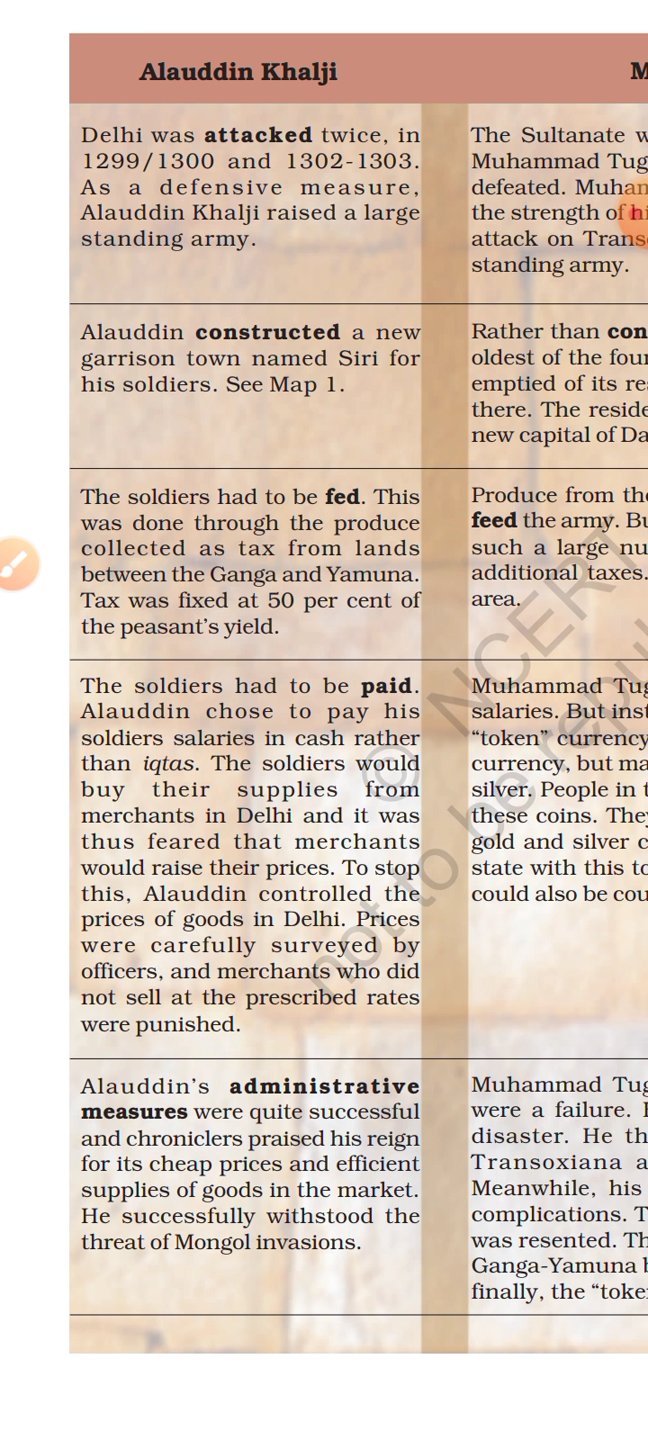 Alauddin Khalji
Delhi was attacked twice, in
1299/1300 and 1302-1303.
As a defensive measure,
Alauddin Khalji raised a large
standing army.
Alauddin constructed a new
garrison town named Siri for
his soldiers. See Map 1.
The soldiers had to be fed. This
was done through the produce
collected as tax from lands
between the Ganga and Yamuna.
Tax was fixed at 50 per cent of
the peasant's yield.
The soldiers had to be paid.
Alauddin chose to pay his
soldiers salaries in cash rather
than iqtas. The soldiers would
buy their supplies from
merchants in Delhi and it was
thus feared that merchants
would raise their prices. To stop
this, Alauddin controlled the
prices of goods in Delhi. Prices
were carefully surveyed by
officers, and merchants who did
not sell at the prescribed rates
were punished.
Alauddin's administrative
measures were quite successful
and chroniclers praised his reign
for its cheap prices and efficient
supplies of goods in the market.
He successfully withstood the
threat of Mongol invasions.
M
The Sultanate w
Muhammad Tug
defeated. Muham
the strength of hi
attack on Trans
standing army.
Rather than con
oldest of the four
emptied of its res
there. The reside
new capital of Da
Produce from the
feed the army. Bu
such a large nu
additional taxes.
area.
Muhammad Tug
salaries. But inst
“token” currency
currency, but ma
silver. People in t
these coins. They
gold and silver c
state with this to
could also be cou
Muhammad Tug
were a failure. H
disaster. He th
Transoxiana a
Meanwhile, his
complications. T
was resented. Th
Ganga-Yamuna b
finally, the “toke
© NCERT
not to be republ